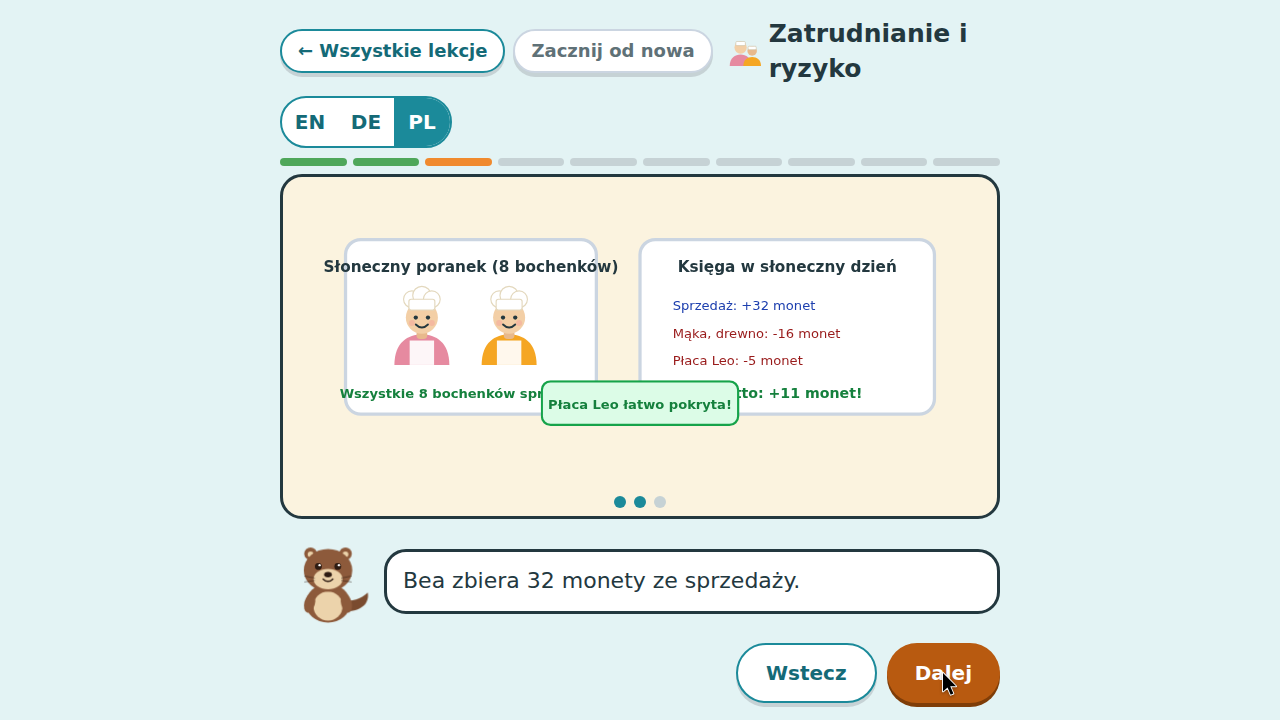 ← Wszystkie lekcje
Zacznij od nowa
Zatrudnianie i
ryzyko
EN DE PL
Słoneczny poranek (8 bochenków)
Wszystkie 8 bochenków
Księga w słoneczny dzień
Sprzedaż: +32 monet
Mąka, drewno: -16 monet
Płaca Leo: -5 monet
+11 monet!
Płaca Leo łatwo pokryta!
Bea zbiera 32 monety ze sprzedaży.
Wstecz
Dalej